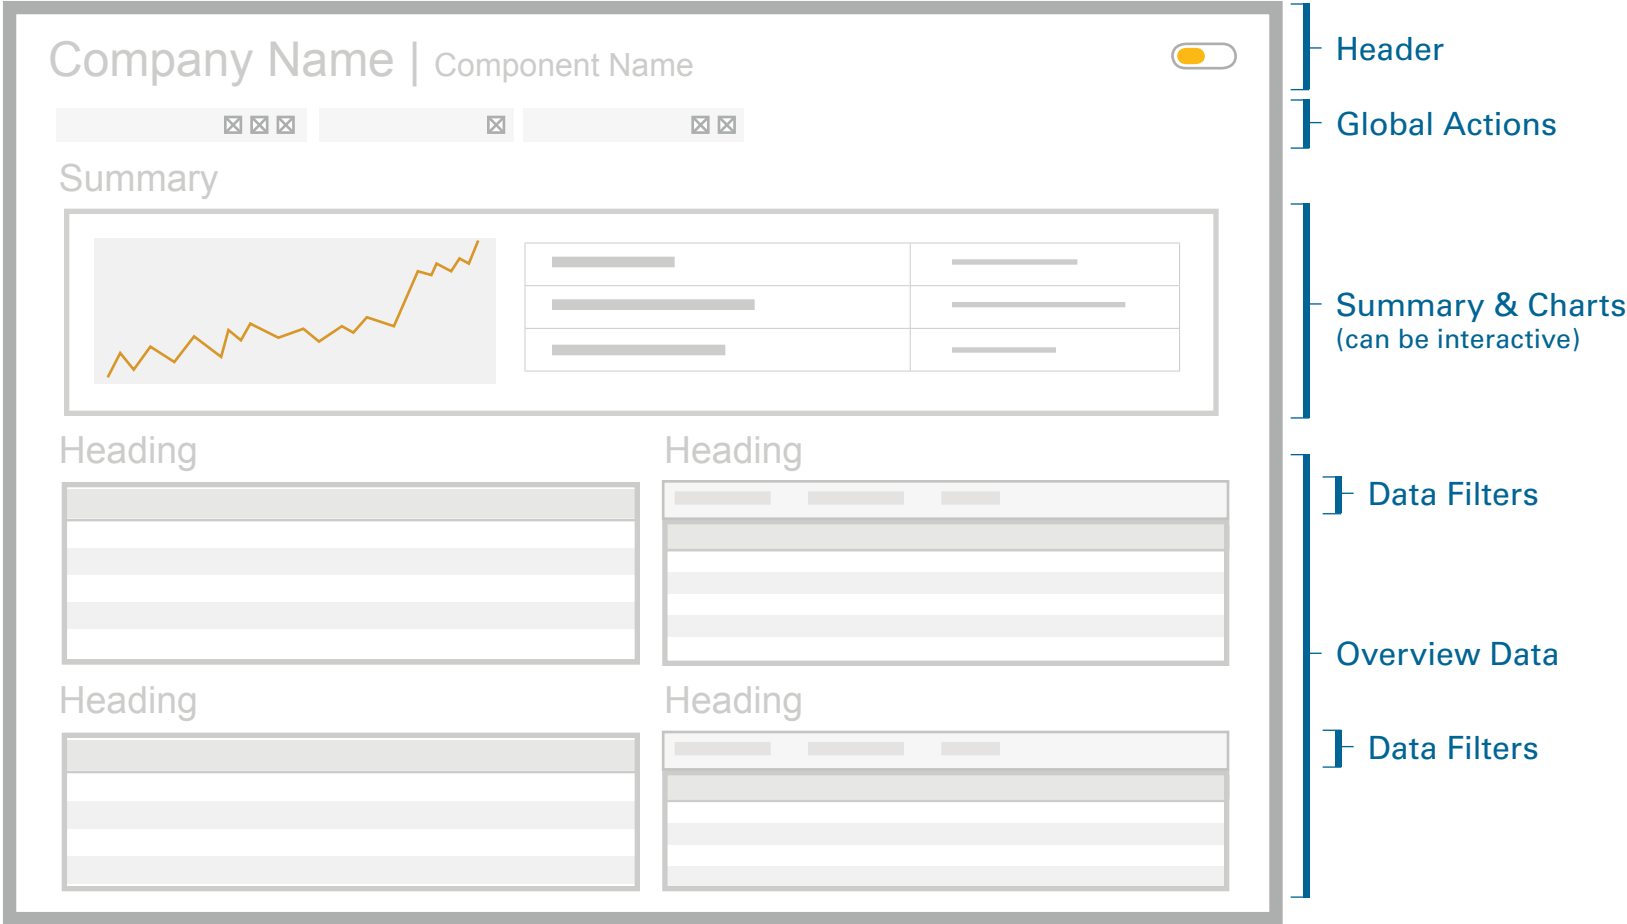 Company Name | Component Name
Header
Global Actions
Summary
Summary & Charts
(can be interactive)
Heading
Heading
Data Filters
Overview Data
Heading
Heading
Data Filters